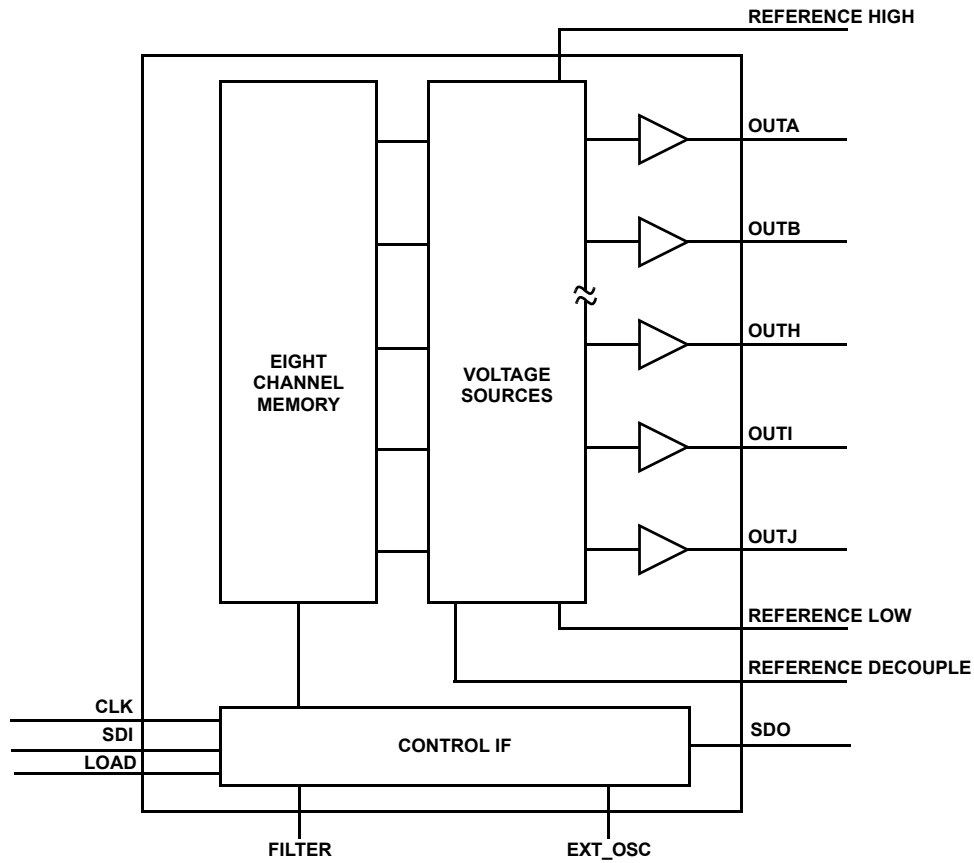 REFERENCE HIGH
OUTA
OUTB
OUTH
EIGHT
CHANNEL
MEMORY
VOLTAGE
SOURCES
OUTI
OUTJ
REFERENCE LOW
REFERENCE DECOUPLE
CLK
SDI
LOAD
CONTROL IF
SDO
FILTER
EXT_OSC